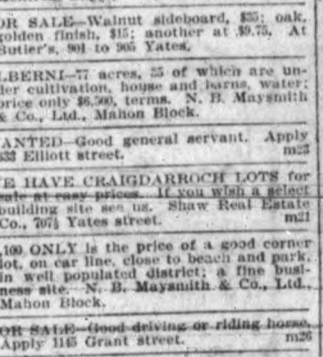 OR SALE—Walnut sideboard, $35; oak,
golden finish, $15; another at $9.75. At
Butler's, 901 to 905 Yates.
LBERNI—77 acres, 35 of which are un-
der cultivation, house and barns, water;
price only $6,500, terms. N. B. Maysmith
& Co., Ltd., Mahon Block.
WANTED—Good general servant. Apply
633 Elliott street. m23
WE HAVE CRAIGDARROCH LOTS for
sale at easy prices. If you wish a select
building site see us. Shaw Real Estate
Co., 707½ Yates street. m21
,100 ONLY is the price of a good corner
lot, on car line, close to beach and park,
in well populated district; a fine busi-
ness site. N. B. Maysmith & Co., Ltd.,
Mahon Block.
OR SALE—Good driving or riding horse.
Apply 1145 Grant street. m26